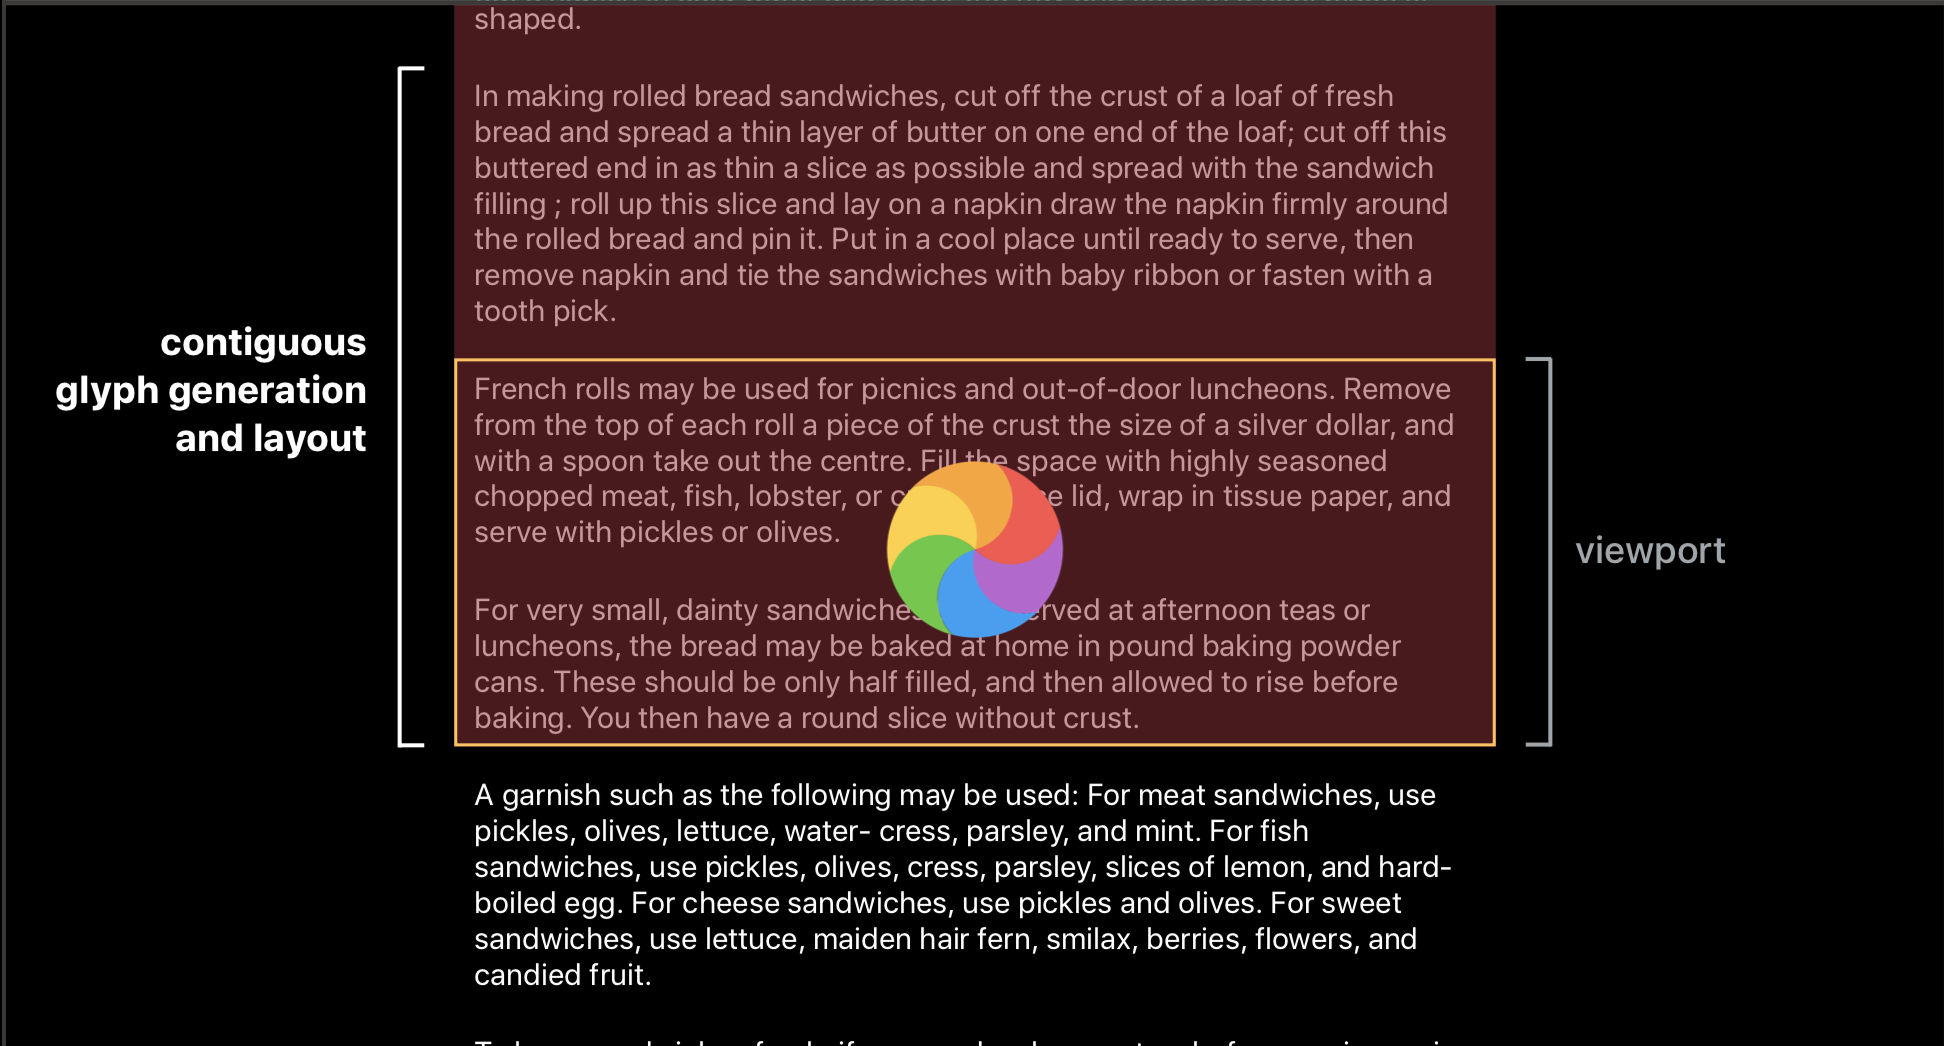 shaped.
In making rolled bread sandwiches, cut off the crust of a loaf of fresh
bread and spread a thin layer of butter on one end of the loaf; cut off this
buttered end in as thin a slice as possible and spread with the sandwich
filling ; roll up this slice and lay on a napkin draw the napkin firmly around
the rolled bread and pin it. Put in a cool place until ready to serve, then
remove napkin and tie the sandwiches with baby ribbon or fasten with a
tooth pick.
contiguous
glyph generation
and layout
French rolls may be used for picnics and out-of-door luncheons. Remove
from the top of each roll a piece of the crust the size of a silver dollar, and
with a spoon take out the centre. Fill the space with highly seasoned
chopped meat, fish, lobster, or lid, wrap in tissue paper, and
serve with pickles or olives.
For very small, dainty sandwiches at afternoon teas or
luncheons, the bread may be baked at home in pound baking powder
cans. These should be only half filled, and then allowed to rise before
baking. You then have a round slice without crust.
viewport
A garnish such as the following may be used: For meat sandwiches, use
pickles, olives, lettuce, water- cress, parsley, and mint. For fish
sandwiches, use pickles, olives, cress, parsley, slices of lemon, and hard-
boiled egg. For cheese sandwiches, use pickles and olives. For sweet
sandwiches, use lettuce, maiden hair fern, smilax, berries, flowers, and
candied fruit.